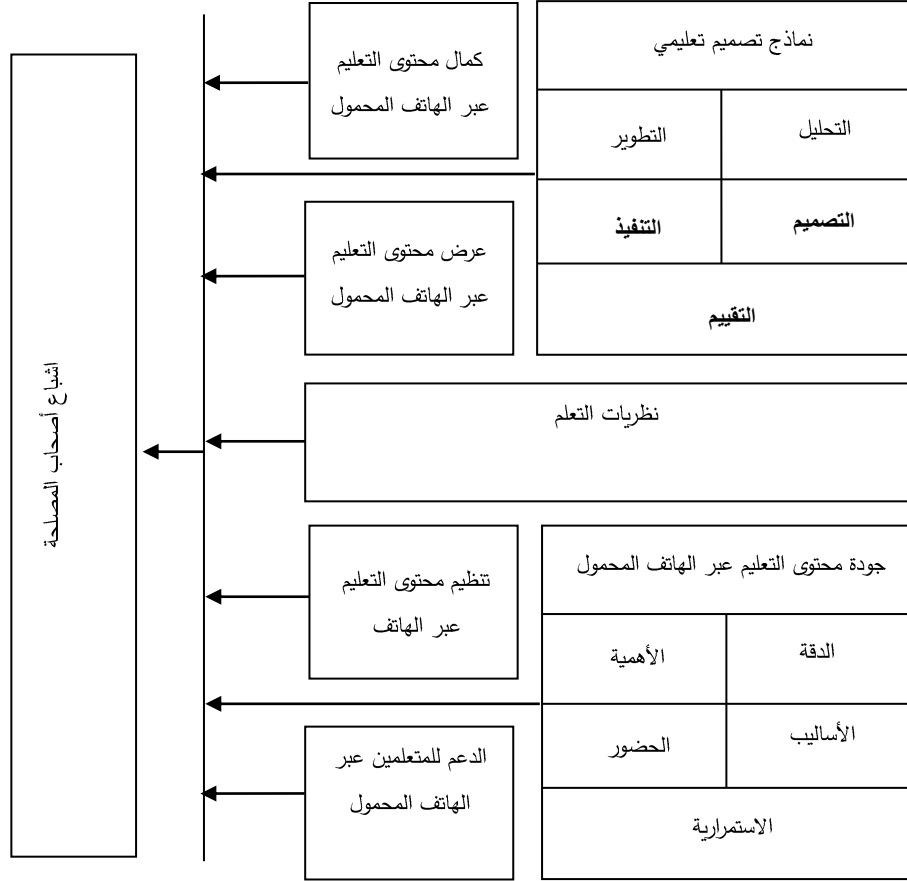 نماذج تصميم تعليمي
التحليل
التطوير
التصميم
التنفيذ
التقييم
كمال محتوى التعليم
عبر الهاتف المحمول
عرض محتوى التعليم
عبر الهاتف المحمول
نظريات التعلم
جودة محتوى التعليم عبر الهاتف المحمول
الدقة
الأهمية
الأساليب
الحضور
الاستمرارية
تنظيم محتوى التعليم
عبر الهاتف
الدعم للمتعلمين عبر
الهاتف المحمول
اشباع أصحاب المصلحة